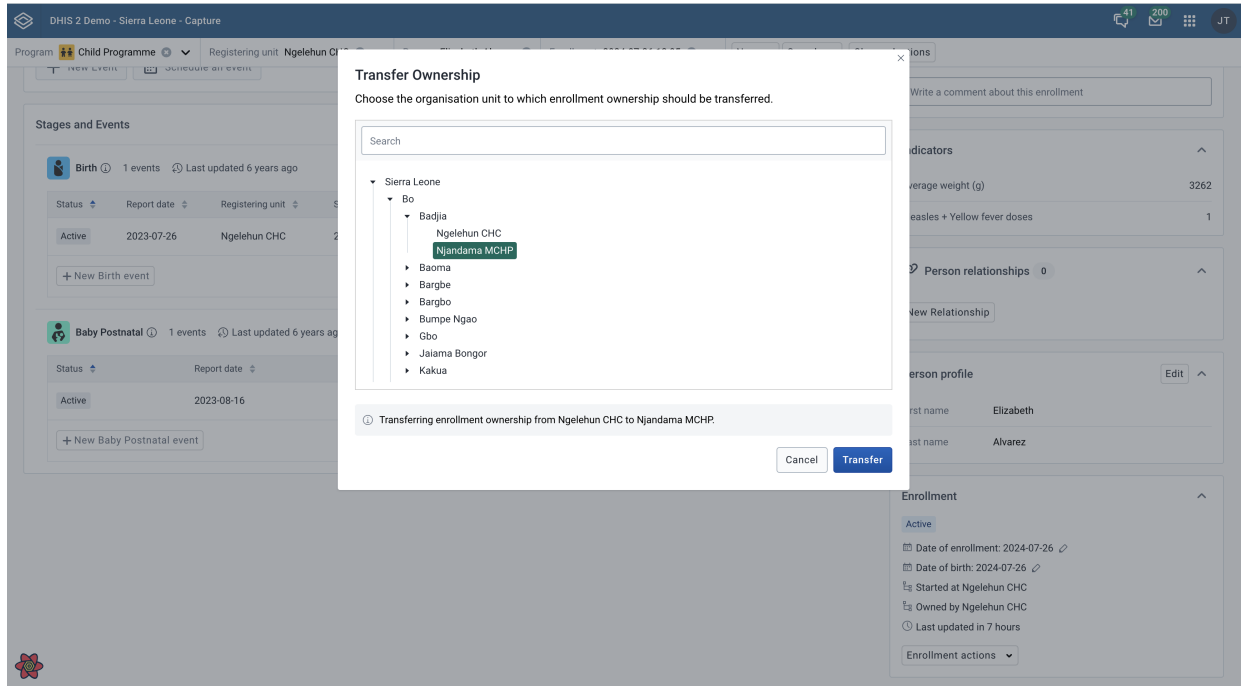 DHIS 2 Demo - Sierra Leone - Capture
41
200
JT
Program Child Programme
Registering unit Ngelehun C
New Event
Schedule an event
Stages and Events
Birth 1 events Last updated 6 years ago
Status Report date Registering unit
Active 2023-07-26 Ngelehun CHC
New Birth event
Baby Postnatal 1 events Last updated 6 years ag
Status Report date
Active 2023-08-16
New Baby Postnatal event
Transfer Ownership
Choose the organisation unit to which enrollment ownership should be transferred.
Search
Sierra Leone
Bo
Badjia
Ngelehun CHC
Njandama MCHP
Baoma
Bargbe
Bargbo
Bumpe Ngao
Gbo
Jaiama Bongor
Kakua
Transferring enrollment ownership from Ngelehun CHC to Njandama MCHP.
Cancel
Transfer
Write a comment about this enrollment
dicators
verage weight (g) 3262
easles + Yellow fever doses 1
Person relationships 0
New Relationship
erson profile Edit
rst name Elizabeth
ast name Alvarez
Enrollment
Active
Date of enrollment: 2024-07-26
Date of birth: 2024-07-26
Started at Ngelehun CHC
Owned by Ngelehun CHC
Last updated in 7 hours
Enrollment actions